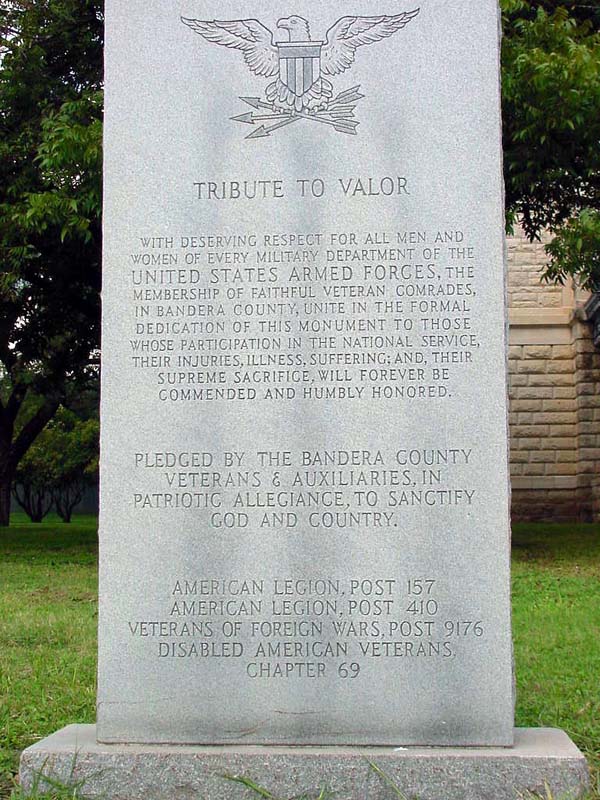 TRIBUTE TO VALOR
WITH DESERVING RESPECT FOR ALL MEN AND
WOMEN OF EVERY MILITARY DEPARTMENT OF THE
UNITED STATES ARMED FORGES, THE
MEMBERSHIP OF FAITHFUL VETERAN COMRADES,
IN BANDERA COUNTY, UNITE IN THE FORMAL
DEDICATION OF THIS MONUMENT TO THOSE
WHOSE PARTICIPATION IN THE NATIONAL SERVICE,
THEIR INJURIES, ILLNESS, SUFFERING; AND, THEIR
SUPREME SACRIFICE, WILL FOREVER BE
COMMENDED AND HUMBLY HONORED.
PLEDGED BY THE BANDERA COUNTY
VETERANS & AUXILIARIES, IN
PATRIOTIC ALLEGIANCE, TO SANCTIFY
GOD AND COUNTRY.
AMERICAN LEGION, POST 157
AMERICAN LEGION, POST 410
VETERANS OF FOREIGN WARS, POST 9176
DISABLED AMERICAN VETERANS,
CHAPTER 69